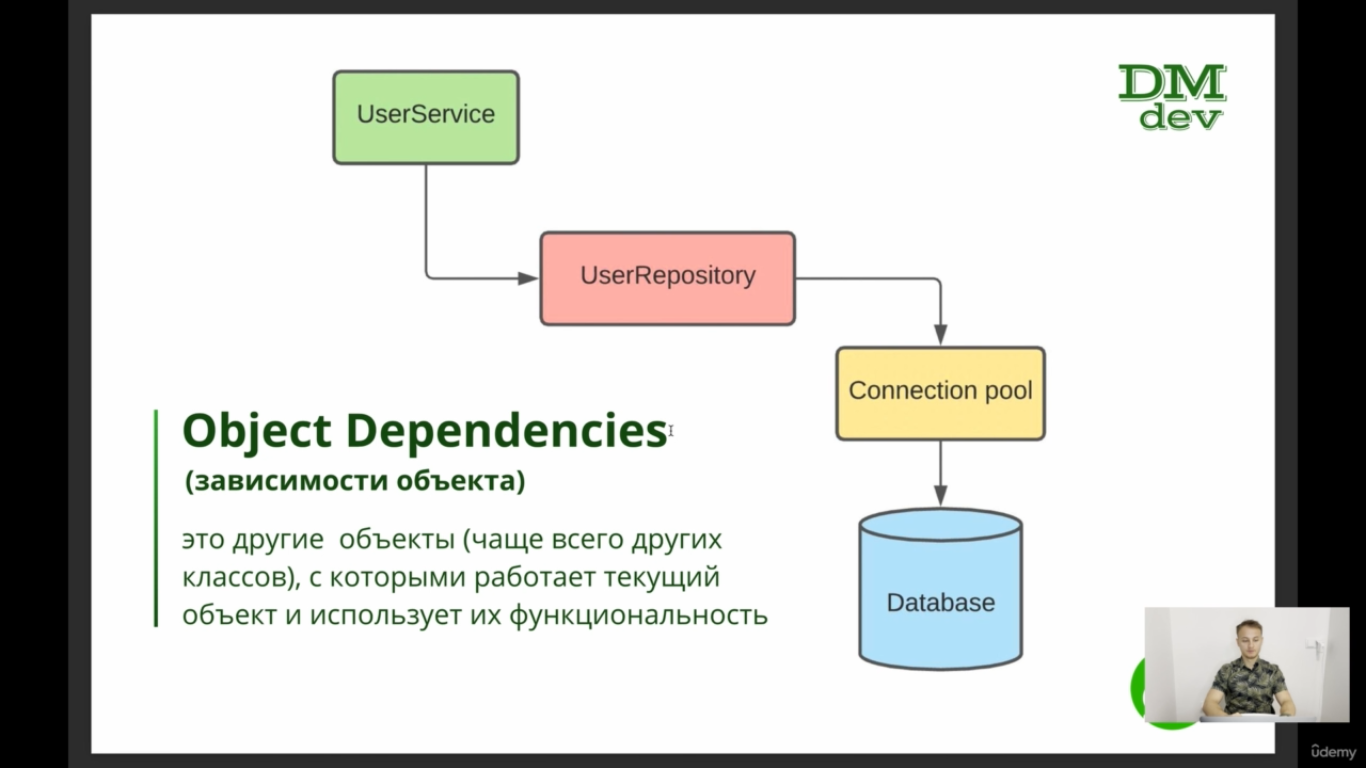 UserService
DM
dev
UserRepository
Connection pool
Object Dependencies
(зависимости объекта)
это другие объекты (чаще всего других
классов), с которыми работает текущий
объект и использует их функциональность
Database
ûdemy